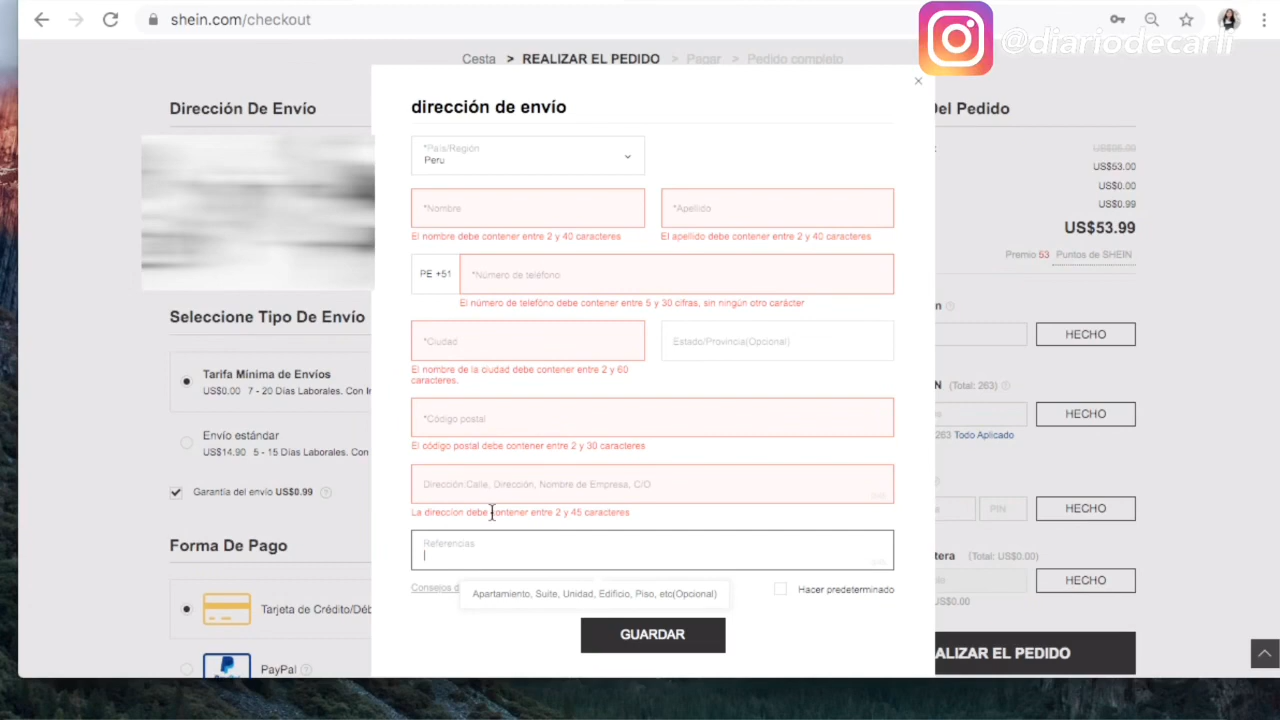 shein.com/checkout
@diariodecarli
Cesta > REALIZAR EL PEDIDO > Pagar > Pedido completo
Dirección De Envío
dirección de envío
Del Pedido
*País/Región
Peru
US$96.00
US$53.00
US$0.00
US$0.99
US$53.99
Premio 53 Puntos de SHEIN
*Nombre
*Apellido
El nombre debe contener entre 2 y 40 caracteres
El apellido debe contener entre 2 y 40 caracteres
PE +51
*Número de teléfono
El número de telefóno debe contener entre 5 y 30 cifras, sin ningún otro carácter
Seleccione Tipo De Envío
HECHO
*Ciudad
Estado/Provincia(Opcional)
El nombre de la ciudad debe contener entre 2 y 60
caracteres.
Tarifa Mínima de Envíos
US$0.00 7 - 20 Días Laborales. Con
N (Total: 263)
HECHO
*Código postal
263 Todo Aplicado
El código postal debe contener entre 2 y 30 caracteres
Envío estándar
US$14.90 5 - 15 Días Laborales. Con
Dirección:Calle, Dirección, Nombre de Empresa, C/O
Garantía del envío US$0.99
PIN
HECHO
La direccion debe contener entre 2 y 45 caracteres
Forma De Pago
Referencias
tera (Total: US$0.00)
HECHO
Consejos d
Apartamento, Suite, Unidad, Edificio, Piso, etc(Opcional)
Hacer predeterminado
US$0.00
Tarjeta de Crédito/Déb
GUARDAR
ALIZAR EL PEDIDO
PayPal